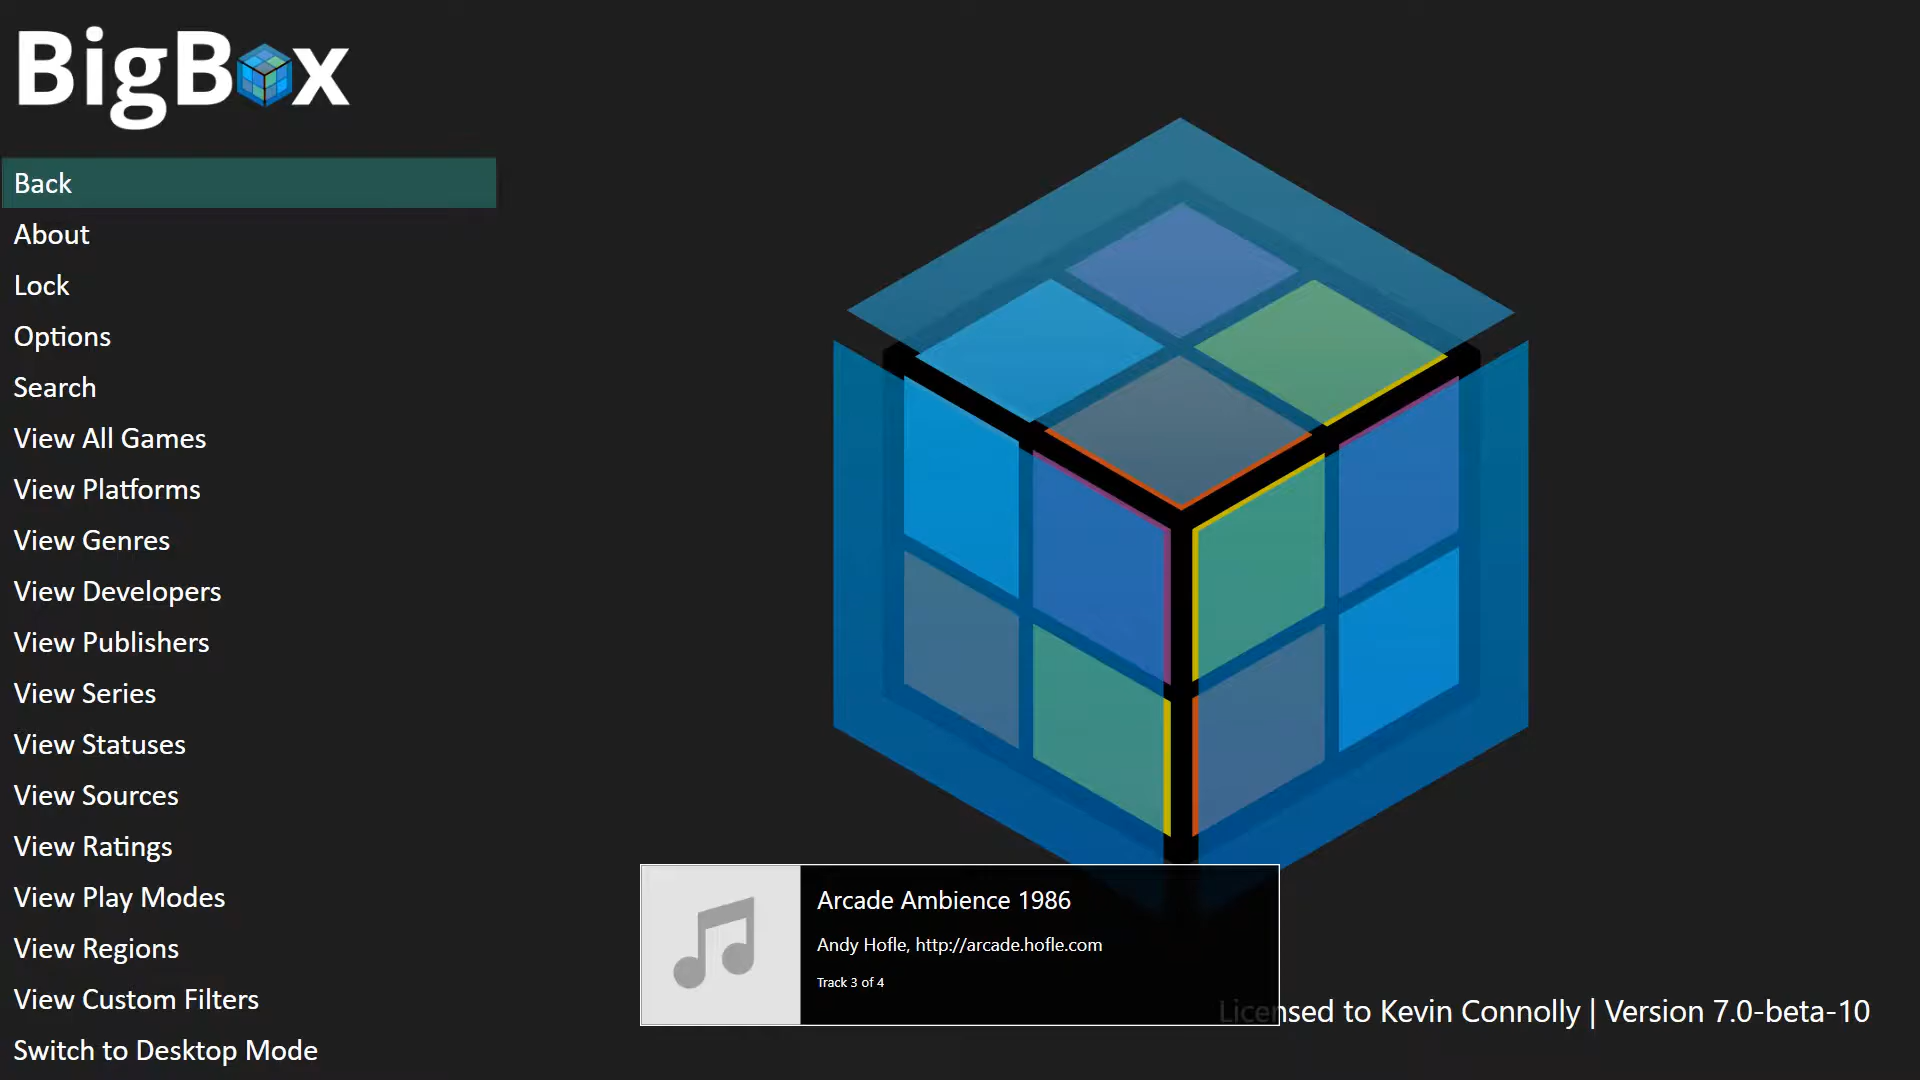 BigBox
Back
About
Lock
Options
Search
View All Games
View Platforms
View Genres
View Developers
View Publishers
View Series
View Statuses
View Sources
View Ratings
View Play Modes
View Regions
View Custom Filters
Switch to Desktop Mode
Arcade Ambience 1986
Andy Hofle, http://arcade.hofle.com
Track 3 of 4
Licensed to Kevin Connolly | Version 7.0-beta-10